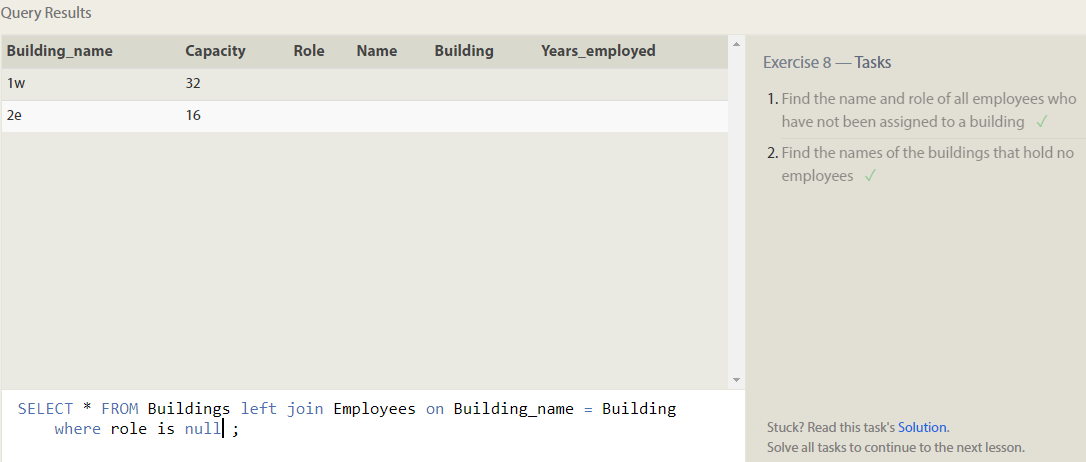 Query Results
Building_name Capacity Role Name Building Years_employed
1w 32
2e 16
SELECT * FROM Buildings left join Employees on Building_name = Building
where role is null ;
Exercise 8 — Tasks
1. Find the name and role of all employees who
have not been assigned to a building ✓
2. Find the names of the buildings that hold no
employees ✓
Stuck? Read this task's Solution.
Solve all tasks to continue to the next lesson.